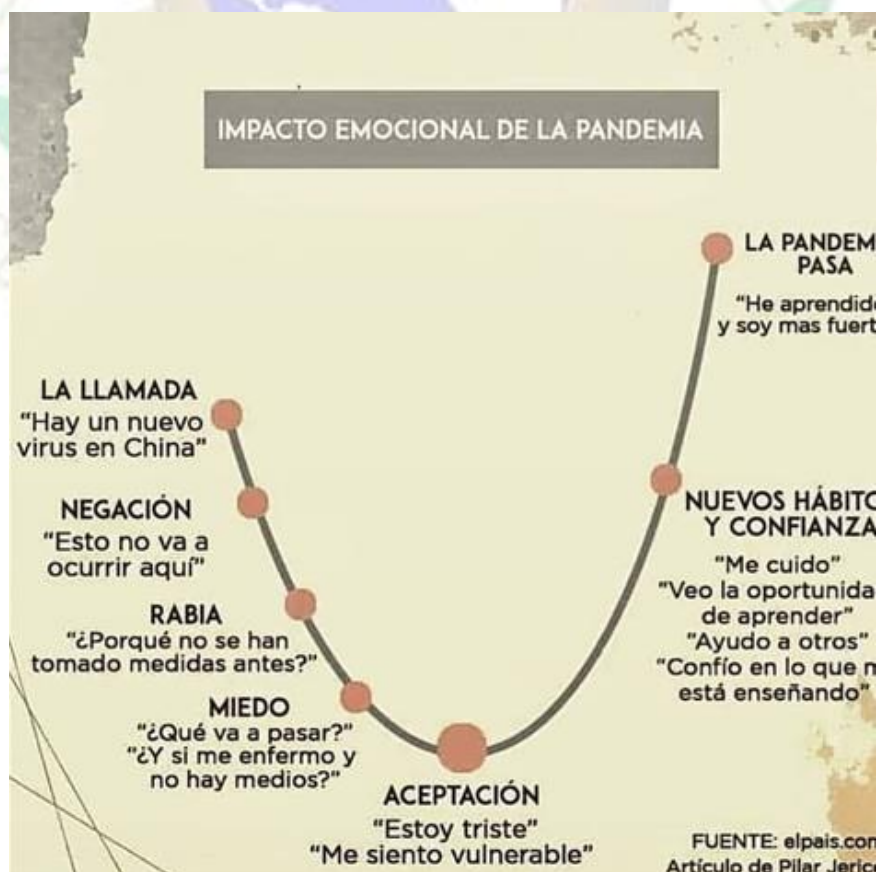 IMPACTO EMOCIONAL DE LA PANDEMIA
LA LLAMADA
“Hay un nuevo
virus en China”
NEGACIÓN
“Esto no va a
ocurrir aquí”
RABIA
“¿Porqué no se han
tomado medidas antes?”
MIEDO
“¿Qué va a pasar?”
“¿Y si me enfermo y
no hay medios?”
ACEPTACIÓN
“Estoy triste”
“Me siento vulnerable”
NUEVOS HÁBITO
Y CONFIANZA
“Me cuido”
“Veo la oportunida
de aprender”
“Ayudo a otros”
“Confío en lo que m
está enseñando”
LA PANDEM
PASA
“He aprendido
y soy mas fuert
FUENTE: elpais.com
Artículo de Pilar Jerico